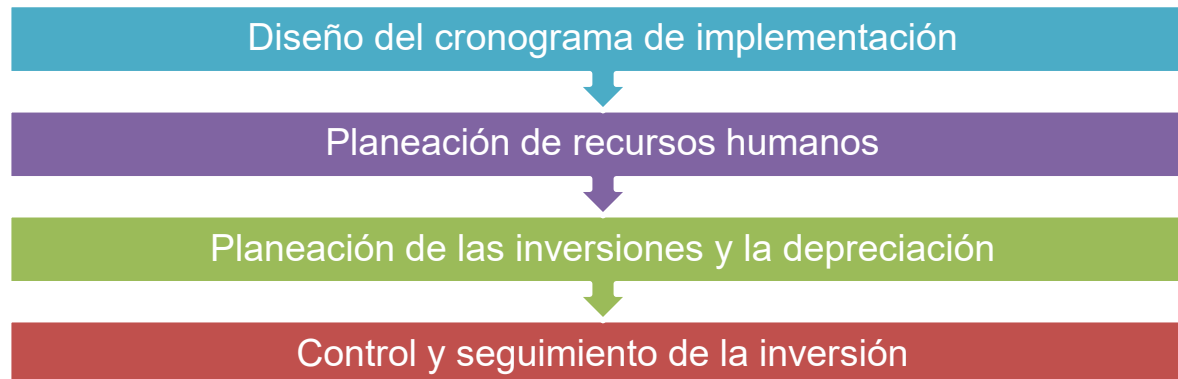 Diseño del cronograma de implementación
Planeación de recursos humanos
Planeación de las inversiones y la depreciación
Control y seguimiento de la inversión